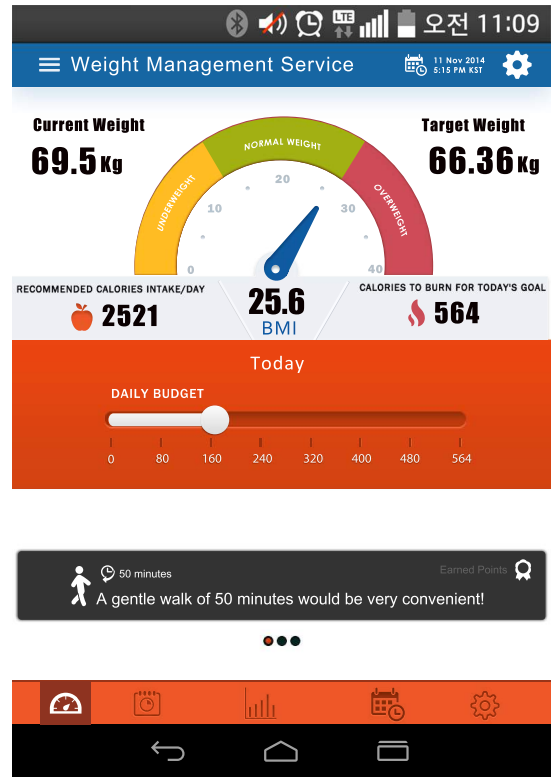 LTE 오전 11:09
Weight Management Service
11 Nov 2014
5:15 PM KST
Current Weight
69.5 Kg
Target Weight
66.36 Kg
UNDERWEIGHT
NORMAL WEIGHT
OVERWEIGHT
0
10
20
30
40
RECOMMENDED CALORIES INTAKE/DAY
2521
25.6
BMI
CALORIES TO BURN FOR TODAY'S GOAL
564
Today
DAILY BUDGET
0 80 160 240 320 400 480 564
50 minutes
Earned Points
A gentle walk of 50 minutes would be very convenient!